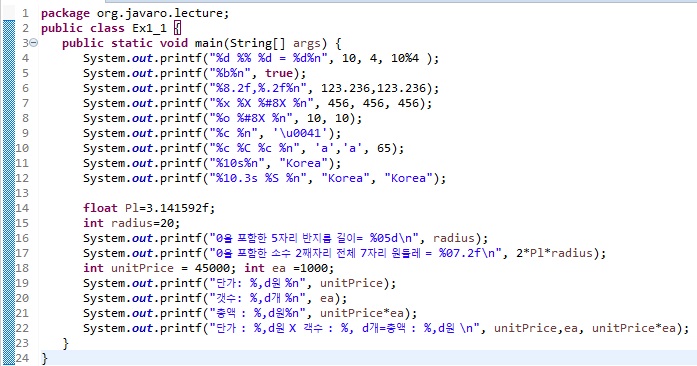 1 package org.javaro.lecture;
2 public class Ex1_1 {
3 public static void main(String[] args) {
4 System.out.printf("%d %% %d = %d%n", 10, 4, 10%4 );
5 System.out.printf("%b%n", true);
6 System.out.printf("%8.2f,%.2f%n", 123.236,123.236);
7 System.out.printf("%x %X %#8X %n", 456, 456, 456);
8 System.out.printf("%o %#8X %n", 10, 10);
9 System.out.printf("%c %n", '\u0041');
10 System.out.printf("%c %C %c %n", 'a','a', 65);
11 System.out.printf("%10s%n", "Korea");
12 System.out.printf("%10.3s %S %n", "Korea", "Korea");
13
14 float Pl=3.141592f;
15 int radius=20;
16 System.out.printf("0을 포함한 5자리 반지름 길이= %05d\n", radius);
17 System.out.printf("0을 포함한 소수 2째자리 전체 7자리 원둘레 = %07.2f\n", 2*Pl*radius);
18 int unitPrice = 45000; int ea =1000;
19 System.out.printf("단가: %,d원 %n", unitPrice);
20 System.out.printf("갯수: %,d개 %n", ea);
21 System.out.printf("총액 : %,d원%n", unitPrice*ea);
22 System.out.printf("단가 : %,d원 X 객수 : %, d개=총액 : %,d원 \n", unitPrice,ea, unitPrice*ea);
23 }
24 }